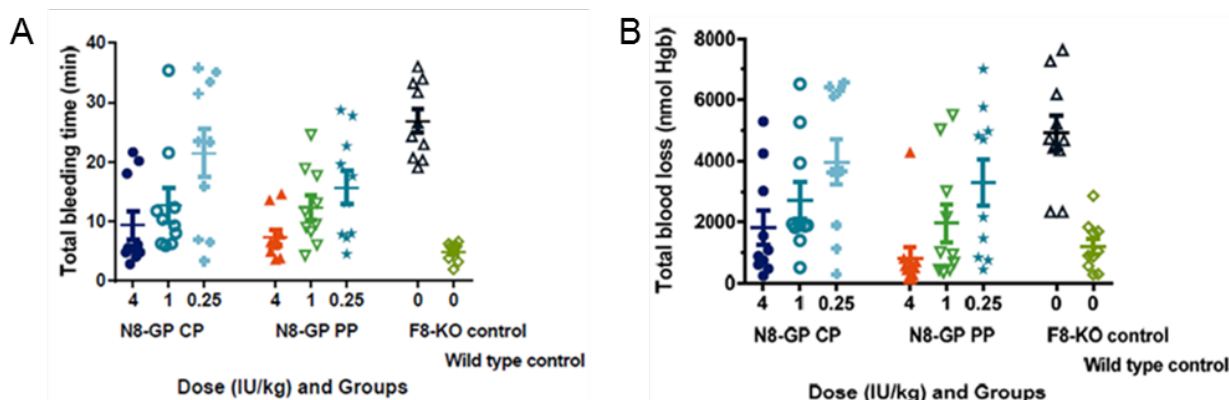 A
Total bleeding time (min)
40
30
20
10
0
4 1 0.25 4 1 0.25 0 0
N8-GP CP N8-GP PP F8-KO control
Wild type control
Dose (IU/kg) and Groups
B
Total blood loss (nmol Hgb)
8000
6000
4000
2000
0
4 1 0.25 4 1 0.25 0 0
N8-GP CP N8-GP PP F8-KO control
Wild type control
Dose (IU/kg) and Groups